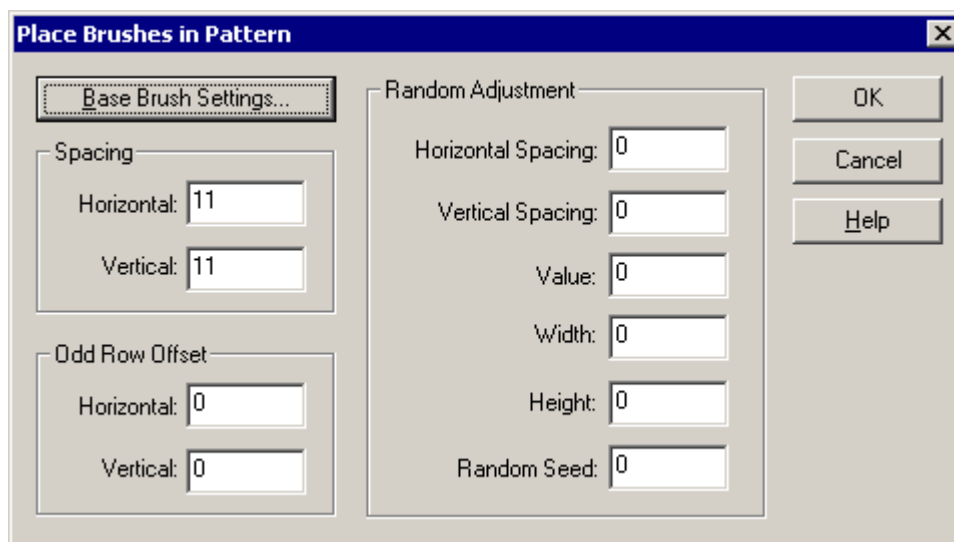 Place Brushes in Pattern
Base Brush Settings...
Spacing
Horizontal: 11
Vertical: 11
Odd Row Offset
Horizontal: 0
Vertical: 0
Random Adjustment
Horizontal Spacing: 0
Vertical Spacing: 0
Value: 0
Width: 0
Height: 0
Random Seed: 0
OK
Cancel
Help